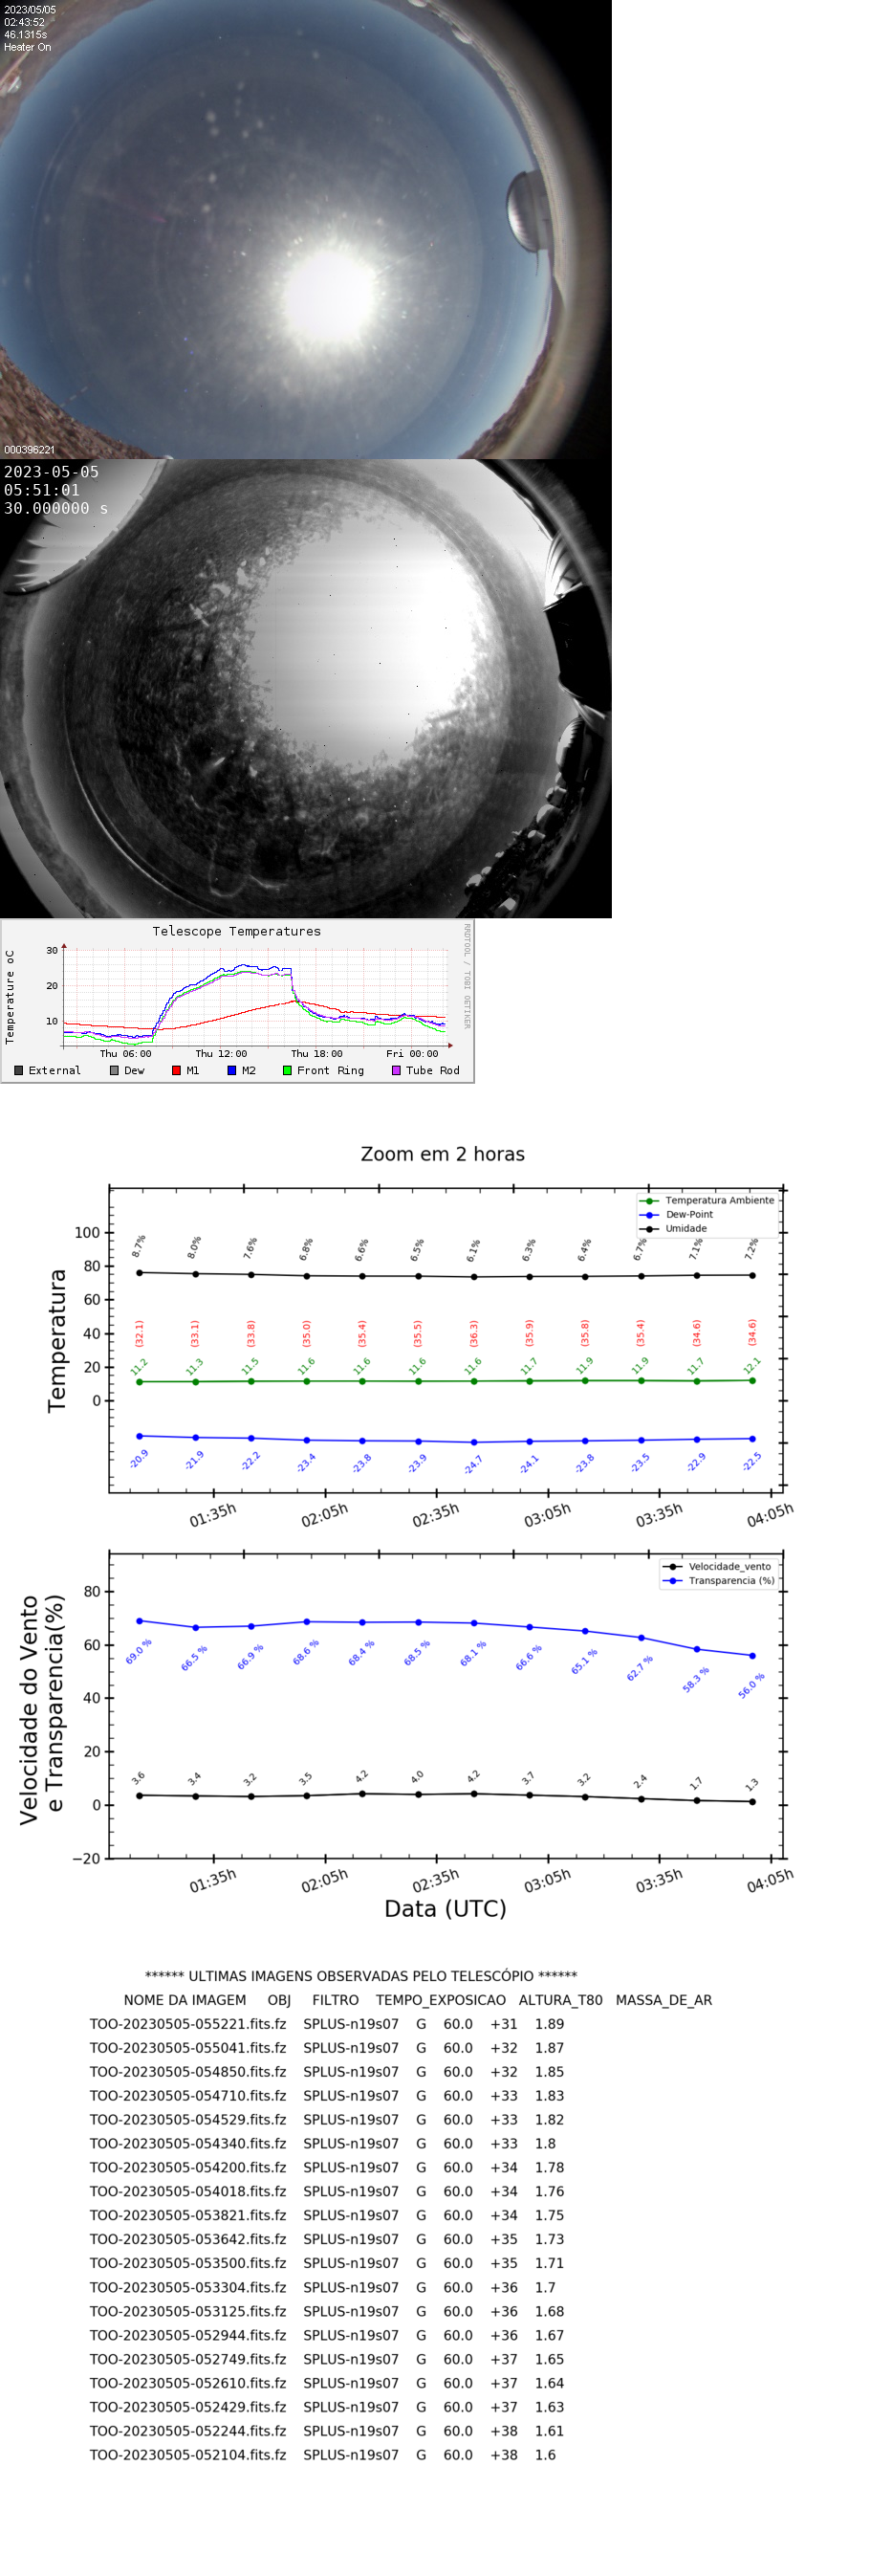 2023/05/05
02:43:52
46.1315s
Heater On
000396221
2023-05-05
05:51:01
30.000000 s
Telescope Temperatures
RRDTOOL / TOBI OETIKER
Temperature oC
30
20
10
Thu 06:00 Thu 12:00 Thu 18:00 Fri 00:00
External Dew M1 M2 Front Ring Tube Rod
Zoom em 2 horas
Temperatura Ambiente
Dew-Point
Umidade
Temperatura
100
80
60
40
20
0
8.7% 8.0% 7.6% 6.8% 6.6% 6.5% 6.1% 6.3% 6.4% 6.7% 7.1% 7.2%
(32.1) (33.1) (33.8) (35.0) (35.4) (35.5) (36.3) (35.9) (35.8) (35.4) (34.6) (34.6)
11.2 11.3 11.5 11.6 11.6 11.6 11.6 11.7 11.9 11.9 11.7 12.1
-20.9 -21.9 -22.2 -23.4 -23.8 -23.9 -24.7 -24.1 -23.8 -23.5 -22.9 -22.5
01:35h 02:05h 02:35h 03:05h 03:35h 04:05h
Velocidade_vento
Transparencia (%)
Velocidade do Vento
e Transparencia(%)
80
60
40
20
0
−20
69.0 % 66.5 % 66.9 % 68.6 % 68.4 % 68.5 % 68.1 % 66.6 % 65.1 % 62.7 % 58.3 % 56.0 %
3.6 3.4 3.2 3.5 4.2 4.0 4.2 3.7 3.2 2.4 1.7 1.3
01:35h 02:05h 02:35h 03:05h 03:35h 04:05h
Data (UTC)
****** ULTIMAS IMAGENS OBSERVADAS PELO TELESCÓPIO ******
NOME DA IMAGEM OBJ FILTRO TEMPO_EXPOSICAO ALTURA_T80 MASSA_DE_AR
TOO-20230505-055221.fits.fz SPLUS-n19s07 G 60.0 +31 1.89
TOO-20230505-055041.fits.fz SPLUS-n19s07 G 60.0 +32 1.87
TOO-20230505-054850.fits.fz SPLUS-n19s07 G 60.0 +32 1.85
TOO-20230505-054710.fits.fz SPLUS-n19s07 G 60.0 +33 1.83
TOO-20230505-054529.fits.fz SPLUS-n19s07 G 60.0 +33 1.82
TOO-20230505-054340.fits.fz SPLUS-n19s07 G 60.0 +33 1.8
TOO-20230505-054200.fits.fz SPLUS-n19s07 G 60.0 +34 1.78
TOO-20230505-054018.fits.fz SPLUS-n19s07 G 60.0 +34 1.76
TOO-20230505-053821.fits.fz SPLUS-n19s07 G 60.0 +34 1.75
TOO-20230505-053642.fits.fz SPLUS-n19s07 G 60.0 +35 1.73
TOO-20230505-053500.fits.fz SPLUS-n19s07 G 60.0 +35 1.71
TOO-20230505-053304.fits.fz SPLUS-n19s07 G 60.0 +36 1.7
TOO-20230505-053125.fits.fz SPLUS-n19s07 G 60.0 +36 1.68
TOO-20230505-052944.fits.fz SPLUS-n19s07 G 60.0 +36 1.67
TOO-20230505-052749.fits.fz SPLUS-n19s07 G 60.0 +37 1.65
TOO-20230505-052610.fits.fz SPLUS-n19s07 G 60.0 +37 1.64
TOO-20230505-052429.fits.fz SPLUS-n19s07 G 60.0 +37 1.63
TOO-20230505-052244.fits.fz SPLUS-n19s07 G 60.0 +38 1.61
TOO-20230505-052104.fits.fz SPLUS-n19s07 G 60.0 +38 1.6